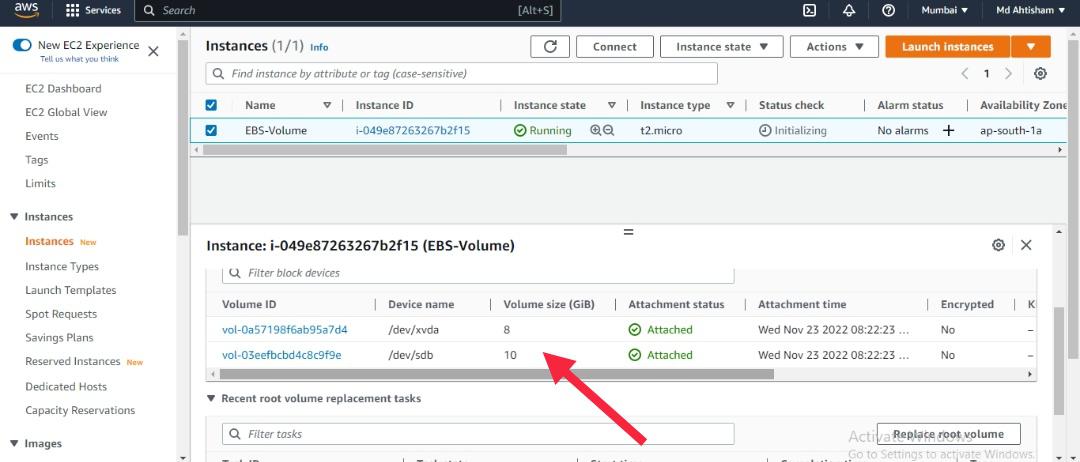 aws Services Search [Alt+S] Mumbai Md Ahtisham
New EC2 Experience
Tell us what you think
EC2 Dashboard
EC2 Global View
Events
Tags
Limits
Instances
Instances New
Instance Types
Launch Templates
Spot Requests
Savings Plans
Reserved Instances New
Dedicated Hosts
Capacity Reservations
Images
Instances (1/1) Info Connect Instance state Actions Launch instances
Find instance by attribute or tag (case-sensitive) 1
Name Instance ID Instance state Instance type Status check Alarm status Availability Zone
EBS-Volume i-049e87263267b2f15 Running t2.micro Initializing No alarms ap-south-1a
Instance: i-049e87263267b2f15 (EBS-Volume)
Filter block devices
Volume ID Device name Volume size (GiB) Attachment status Attachment time Encrypted
vol-0a57198f6ab95a7d4 /dev/xvda 8 Attached Wed Nov 23 2022 08:22:23 ... No –
vol-03eefbcbd4c8c9f9e /dev/sdb 10 Attached Wed Nov 23 2022 08:22:23 ... No –
Recent root volume replacement tasks
Filter tasks Replace root volume
Activate Windows
Go to Settings to activate Windows.